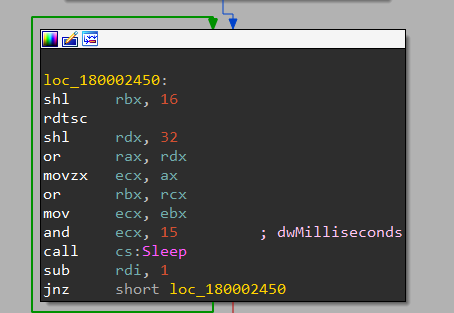 loc_180002450:
shl rbx, 16
rdtsc
shl rdx, 32
or rax, rdx
movzx ecx, ax
or rbx, rcx
mov ecx, ebx
and ecx, 15 ; dwMilliseconds
call cs:Sleep
sub rdi, 1
jnz short loc_180002450